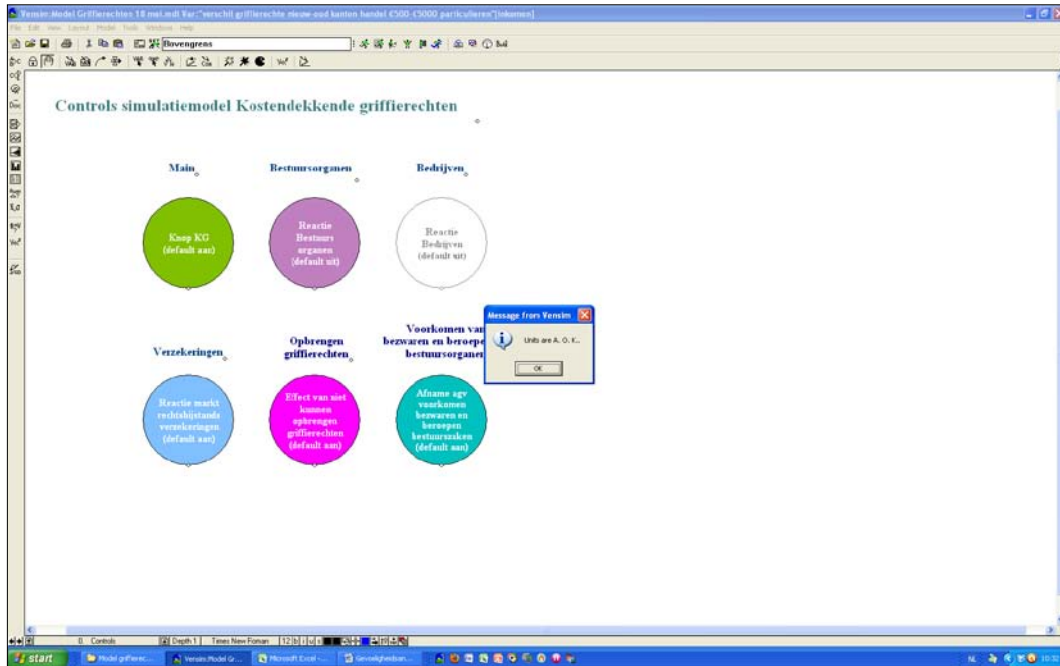 Vensim:Model Griffierechten 18 mei.mdl Var:"verschil griffierechte nieuw-oud kanton handel €500-€5000 particulieren"[Inkomen]
File Edit View Layout Model Tools Windows Help
Bovengrens
Controls simulatiemodel Kostendekkende griffierechten
Main
Bestuursorganen
Bedrijven
Knop KG
(default aan)
Reactie
Bestuurs
organen
(default uit)
Reactie
Bedrijven
(default uit)
Message from Vensim
Units are A. O. K..
OK
Verzekeringen
Opbrengen
griffierechten
Voorkomen van
bezwaren en beroepe
bestuursorganen
Reactie markt
rechtsbijstands
verzekeringen
(default aan)
Effect van niet
kunnen
opbrengen
griffierechten
(default aan)
Afname agv
voorkomen
bezwaren en
beroepen
bestuurszaken
(default aan)
0. Controls
Depth 1
Times New Roman
12 b i u s
start
Model griffierec...
Vensim:Model Gr...
Microsoft Excel -...
Gevoeligheidsan...
NL